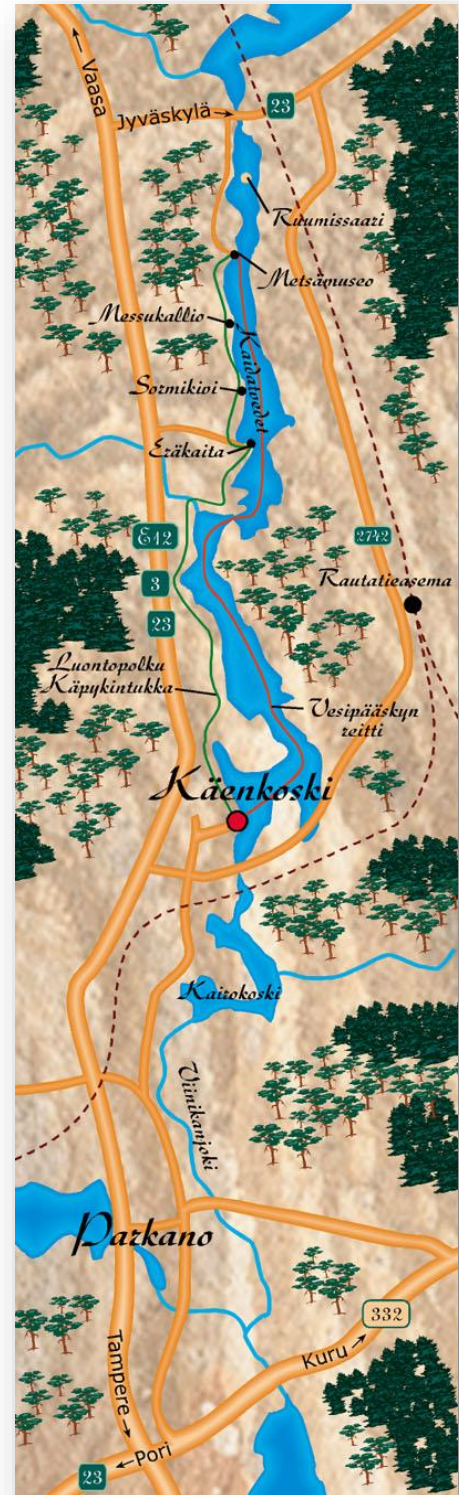 ← Vaasa
Jyväskylä →
23
Ruumissaari
Metsämuseo
Messukallio
Kaidatvedet
Sormikivi
Eräkaita
E12
2742
3
Rautatieasema
23
Luontopolku
Käpykintukka
Vesipääskyn
reitti
Käenkoski
Kairokoski
Viinikanjoki
Parkano
332
Kuru →
Tampere →
← Pori
23